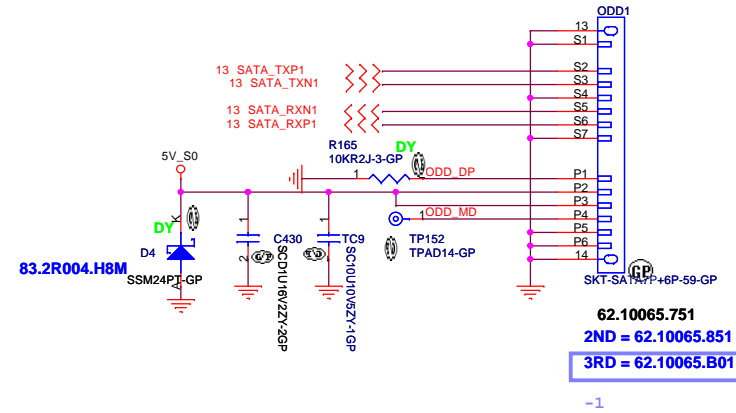 ODD1
13
S1
13 SATA_TXP1
S2
13 SATA_TXN1
S3
S4
13 SATA_RXN1
S5
13 SATA_RXP1
S6
S7
R165
DY
10KR2J-3-GP
5V_S0
1
ODD_DP
P1
P2
P3
1
ODD_MD
P4
P5
P6
14
DY
K
D4
A
SSM24PT-GP
83.2R004.H8M
1
C430
2
SCD1U16V2ZY-2GP
1
TC9
2
SC10U10V5ZY-1GP
TP152
TPAD14-GP
GP
SKT-SATA7P+6P-59-GP
62.10065.751
2ND = 62.10065.851
3RD = 62.10065.B01
-1